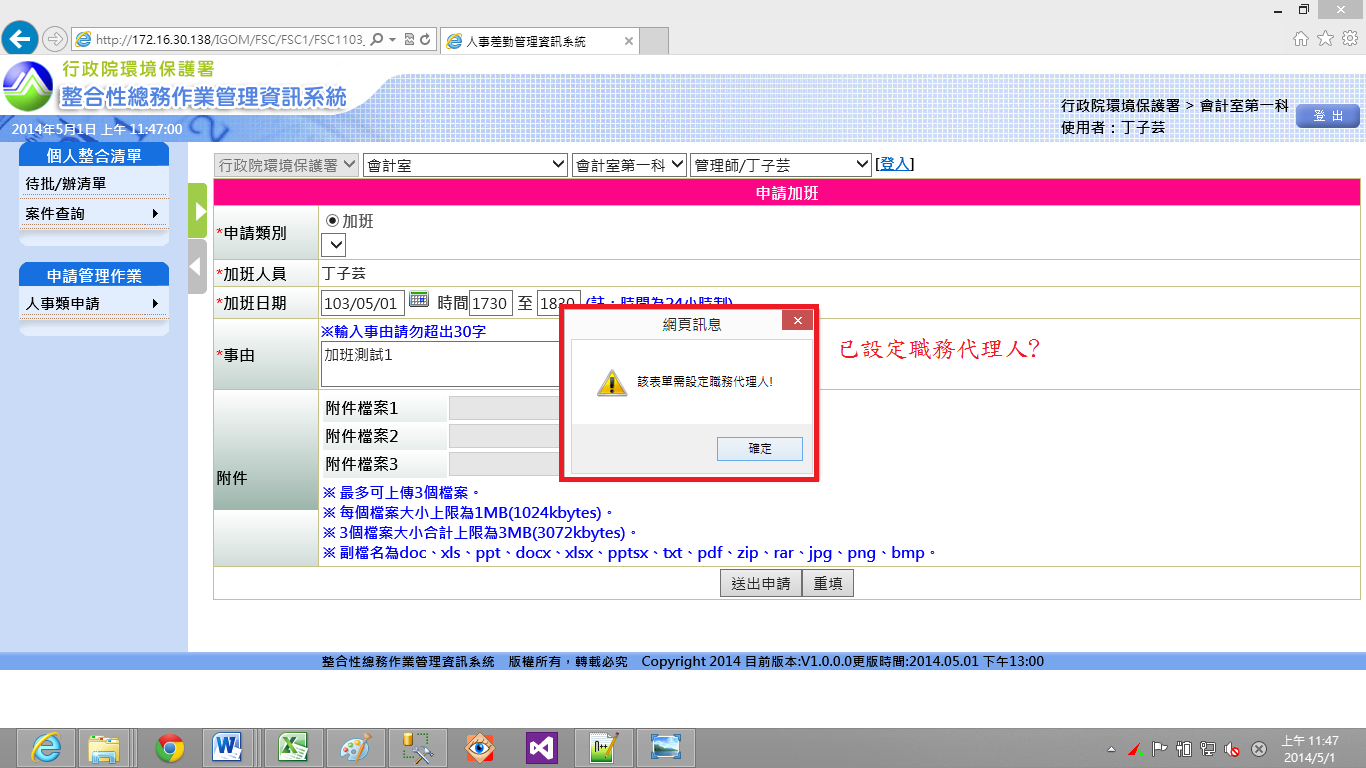 http://172.16.30.138/IGOM/FSC/FSC1/FSC1103_
人事差勤管理資訊系統
行政院環境保護署
整合性總務作業管理資訊系統
2014年5月1日 上午 11:47:00
行政院環境保護署 > 會計室第一科
使用者：丁子芸
登 出
個人整合清單
待批/辦清單
案件查詢
申請管理作業
人事類申請
行政院環境保護署 會計室 會計室第一科 管理師/丁子芸 [登入]
申請加班
*申請類別
加班
*加班人員 丁子芸
*加班日期 103/05/01 時間 1730 至 1830 (註：時間為24小時制)
※輸入事由請勿超出30字
*事由
加班測試1
網頁訊息
該表單需設定職務代理人!
確定
已設定職務代理人?
附件
附件檔案1
附件檔案2
附件檔案3
※ 最多可上傳3個檔案。
※ 每個檔案大小上限為1MB(1024kbytes)。
※ 3個檔案大小合計上限為3MB(3072kbytes)。
※ 副檔名為doc、xls、ppt、docx、xlsx、pptsx、txt、pdf、zip、rar、jpg、png、bmp。
送出申請 重填
整合性總務作業管理資訊系統 版權所有，轉載必究 Copyright 2014 目前版本:V1.0.0.0更版時間:2014.05.01 下午13:00
上午 11:47
2014/5/1